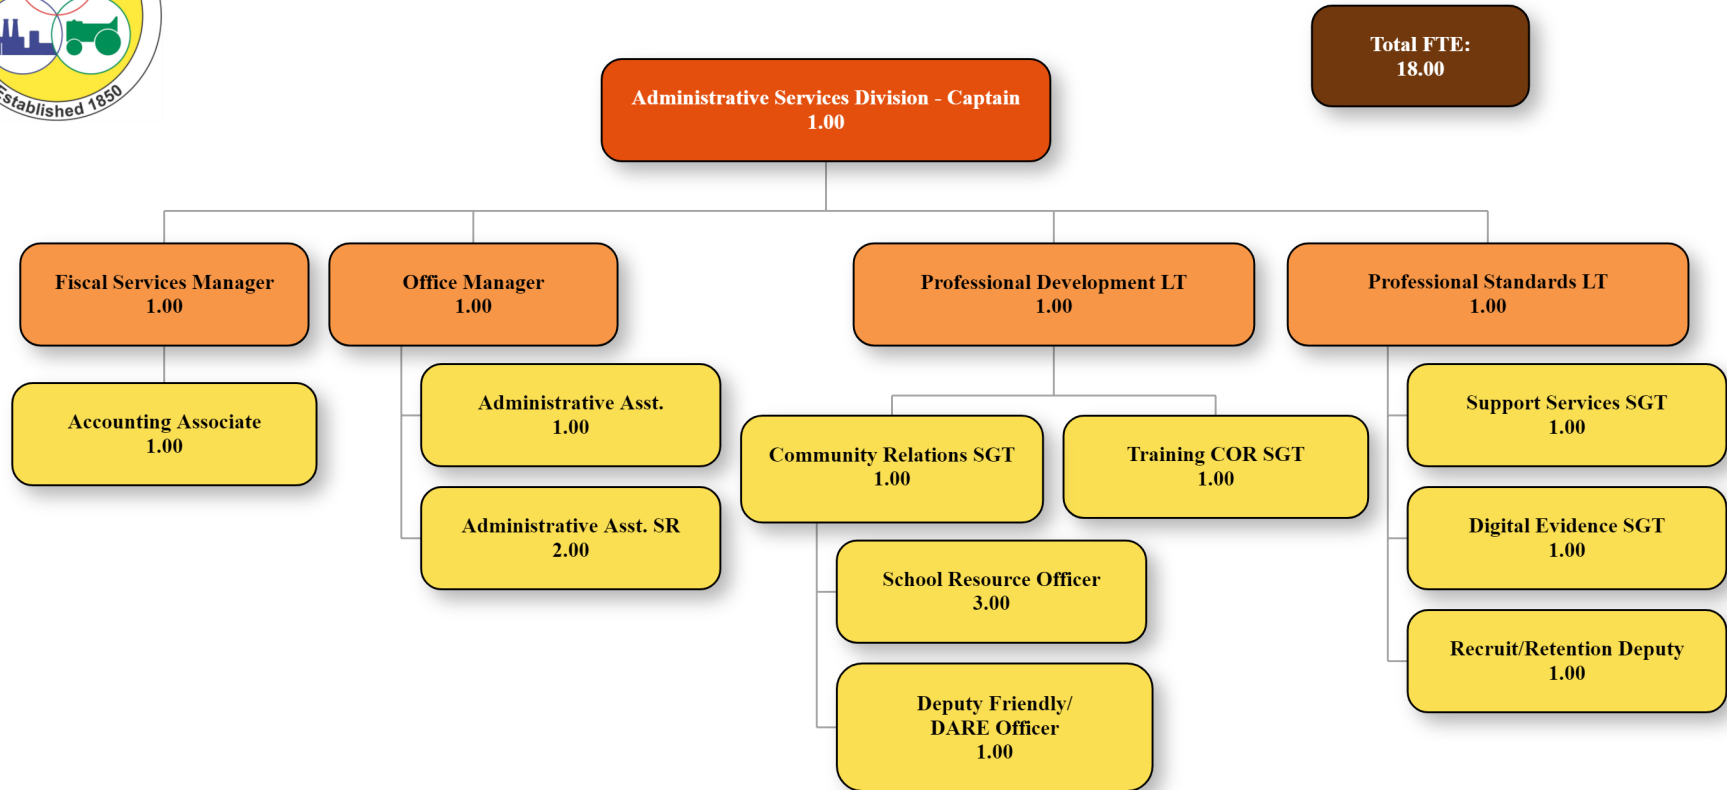 Established 1850
Total FTE:
18.00
Administrative Services Division - Captain
1.00
Fiscal Services Manager
1.00
Office Manager
1.00
Professional Development LT
1.00
Professional Standards LT
1.00
Accounting Associate
1.00
Administrative Asst.
1.00
Administrative Asst. SR
2.00
Community Relations SGT
1.00
Training COR SGT
1.00
School Resource Officer
3.00
Deputy Friendly/
DARE Officer
1.00
Support Services SGT
1.00
Digital Evidence SGT
1.00
Recruit/Retention Deputy
1.00